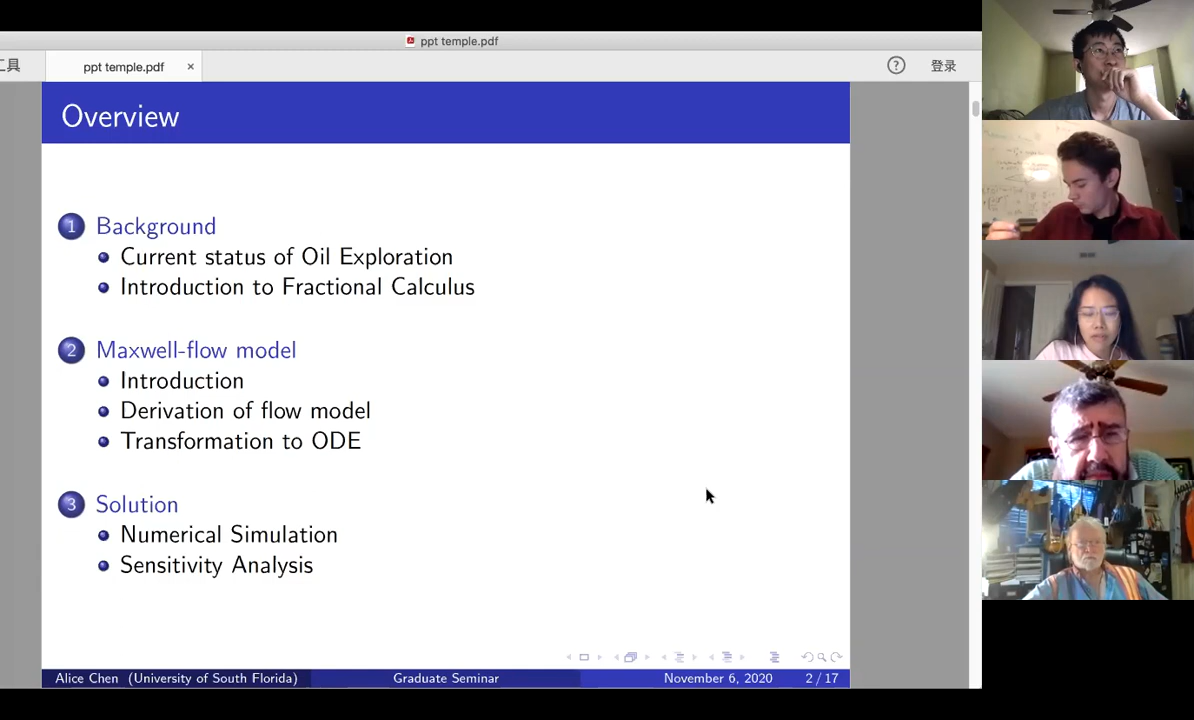 ppt temple.pdf
工具
ppt temple.pdf ×
? 登录
Overview
1 Background
Current status of Oil Exploration
Introduction to Fractional Calculus
2 Maxwell-flow model
Introduction
Derivation of flow model
Transformation to ODE
3 Solution
Numerical Simulation
Sensitivity Analysis
Alice Chen (University of South Florida) Graduate Seminar November 6, 2020 2 / 17